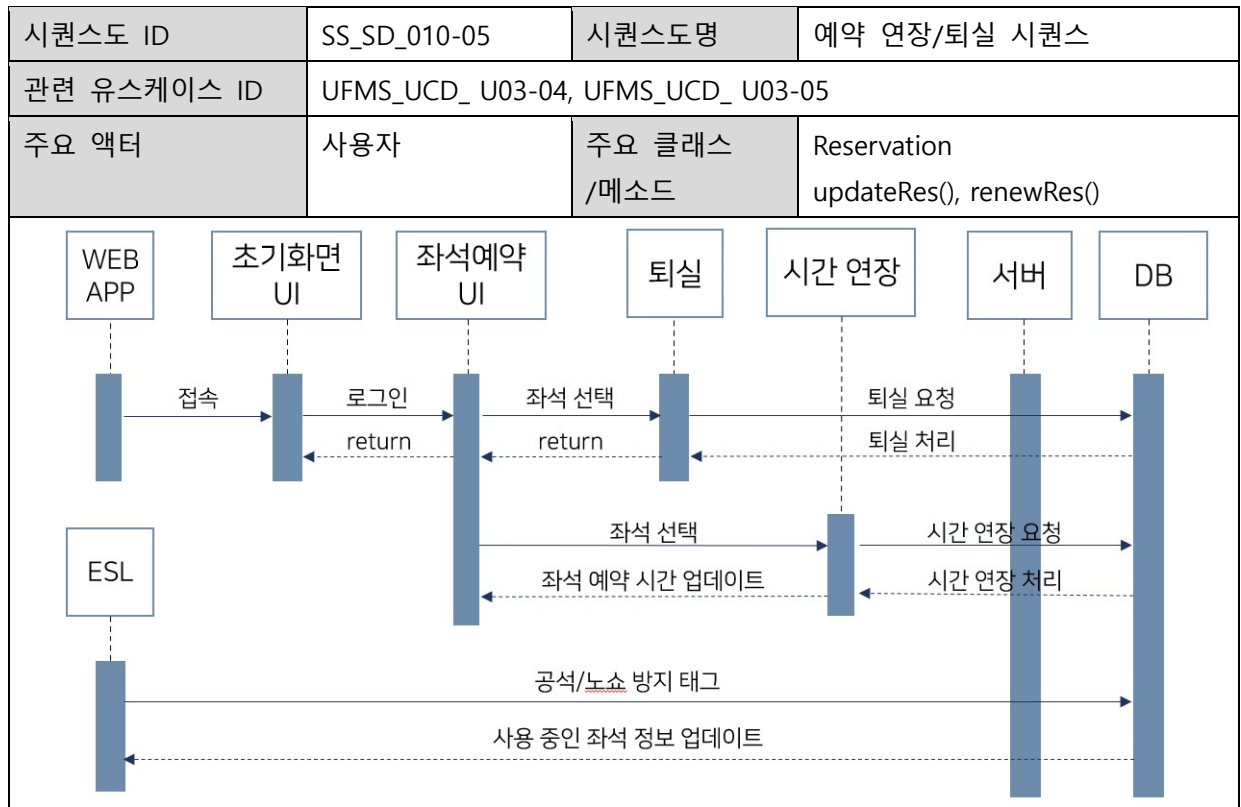 시퀀스도 ID SS_SD_010-05 시퀀스도명 예약 연장/퇴실 시퀀스
관련 유스케이스 ID UFMS_UCD_ U03-04, UFMS_UCD_ U03-05
주요 액터 사용자 주요 클래스 Reservation
/메소드 updateRes(), renewRes()
WEB
APP
초기화면
UI
좌석예약
UI
퇴실
시간 연장
서버
DB
접속 로그인 좌석 선택 퇴실 요청
return return 퇴실 처리
좌석 선택 시간 연장 요청
ESL
좌석 예약 시간 업데이트 시간 연장 처리
공석/노쇼 방지 태그
사용 중인 좌석 정보 업데이트